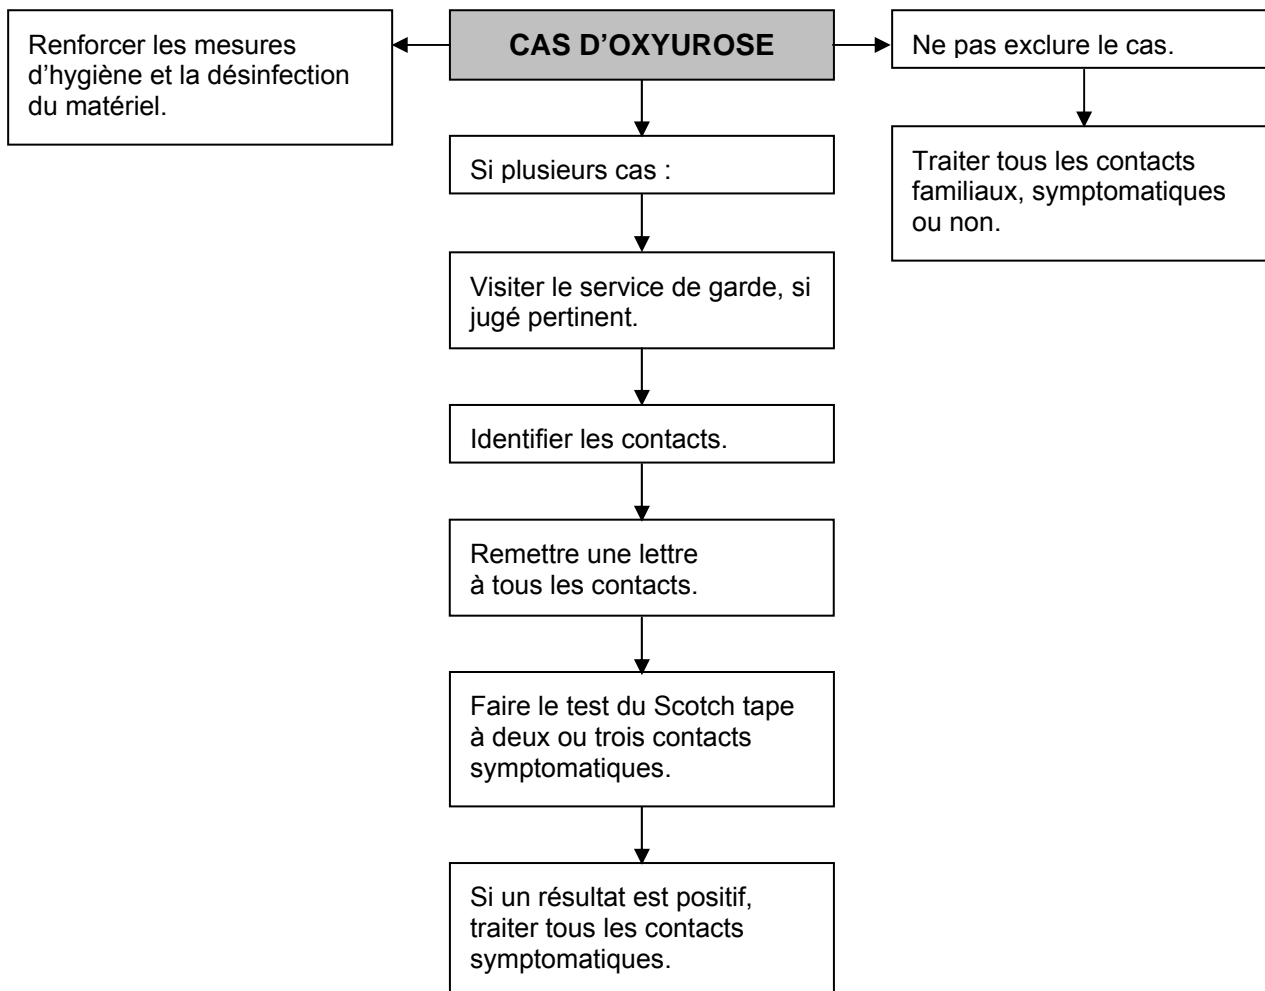 Renforcer les mesures
d’hygiène et la désinfection
du matériel.
CAS D’OXYUROSE
Ne pas exclure le cas.
Traiter tous les contacts
familiaux, symptomatiques
ou non.
Si plusieurs cas :
Visiter le service de garde, si
jugé pertinent.
Identifier les contacts.
Remettre une lettre
à tous les contacts.
Faire le test du Scotch tape
à deux ou trois contacts
symptomatiques.
Si un résultat est positif,
traiter tous les contacts
symptomatiques.